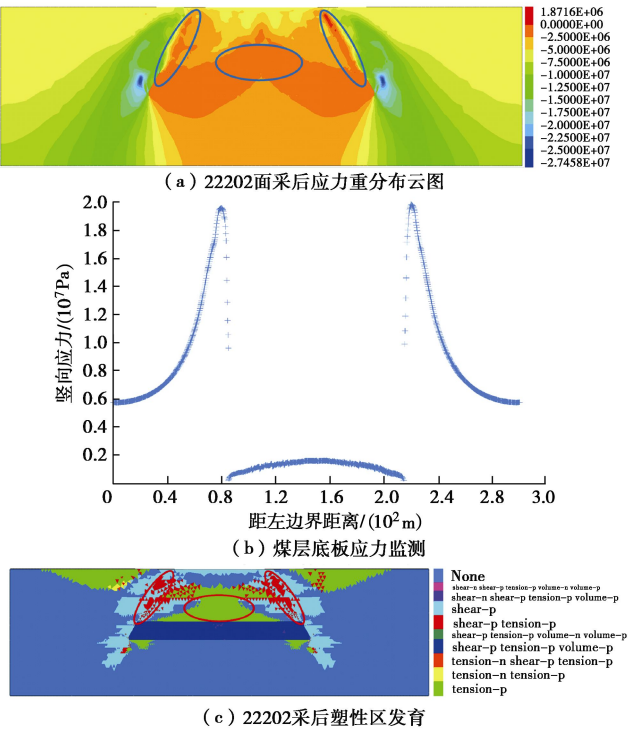 1.8716E+06
0.0000E+00
-2.5000E+06
-5.0000E+06
-7.5000E+06
-1.0000E+07
-1.2500E+07
-1.5000E+07
-1.7500E+07
-2.0000E+07
-2.2500E+07
-2.5000E+07
-2.7458E+07
(a) 22202面采后应力重分布云图
2.0
1.8
1.6
1.4
1.2
1.0
0.8
0.6
0.4
0.2
竖向应力/(10⁷Pa)
0 0.4 0.8 1.2 1.6 2.0 2.4 2.8 3.0
距左边界距离/(10²m)
(b) 煤层底板应力监测
None
shear-n shear-p tension-p volume-n volume-p
shear-n shear-p tension-p volume-p
shear-p
shear-p tension-p
shear-p tension-p volume-n volume-p
shear-p tension-p volume-p
tension-n shear-p tension-p
tension-n tension-p
tension-p
(c) 22202采后塑性区发育